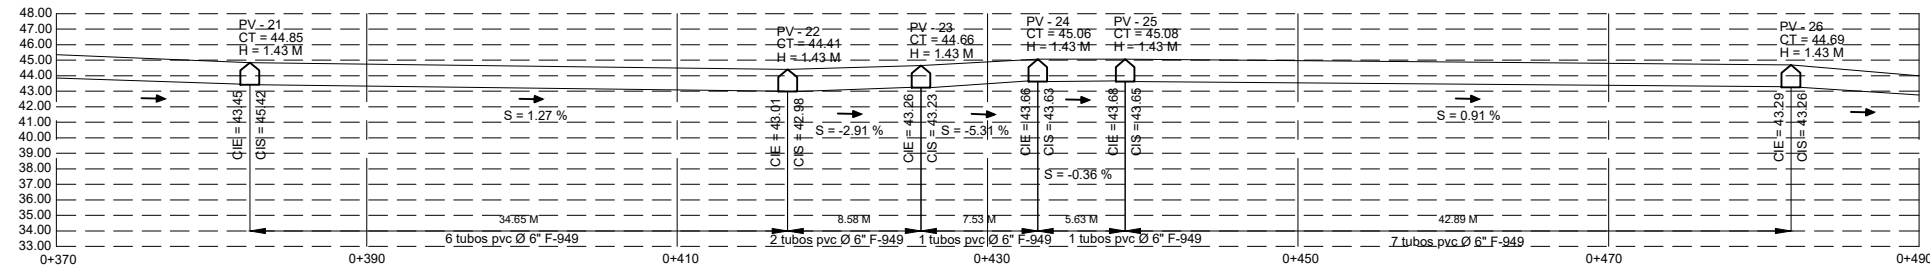 48.00
47.00
46.00
45.00
44.00
43.00
42.00
41.00
40.00
39.00
38.00
37.00
36.00
35.00
34.00
33.00
PV - 21
CT = 44.85
H = 1.43 M
PV - 22
CT = 44.41
H = 1.43 M
PV - 23
CT = 44.66
H = 1.43 M
PV - 24
CT = 45.06
H = 1.43 M
PV - 25
CT = 45.08
H = 1.43 M
PV - 26
CT = 44.69
H = 1.43 M
CIE = 43.45
CIS = 45.42
S = 1.27 %
CIE = 43.01
CIS = 42.98
S = -2.91 %
CIE = 43.26
CIS = 43.23
S = -5.31 %
CIE = 43.66
CIS = 43.63
S = -0.36 %
CIE = 43.68
CIS = 43.65
S = 0.91 %
CIE = 43.29
CIS = 43.26
34.65 M
8.58 M
7.53 M
5.63 M
42.89 M
6 tubos pvc Ø 6" F-949
2 tubos pvc Ø 6" F-949
1 tubos pvc Ø 6" F-949
1 tubos pvc Ø 6" F-949
7 tubos pvc Ø 6" F-949
0+370
0+390
0+410
0+430
0+450
0+470
0+490